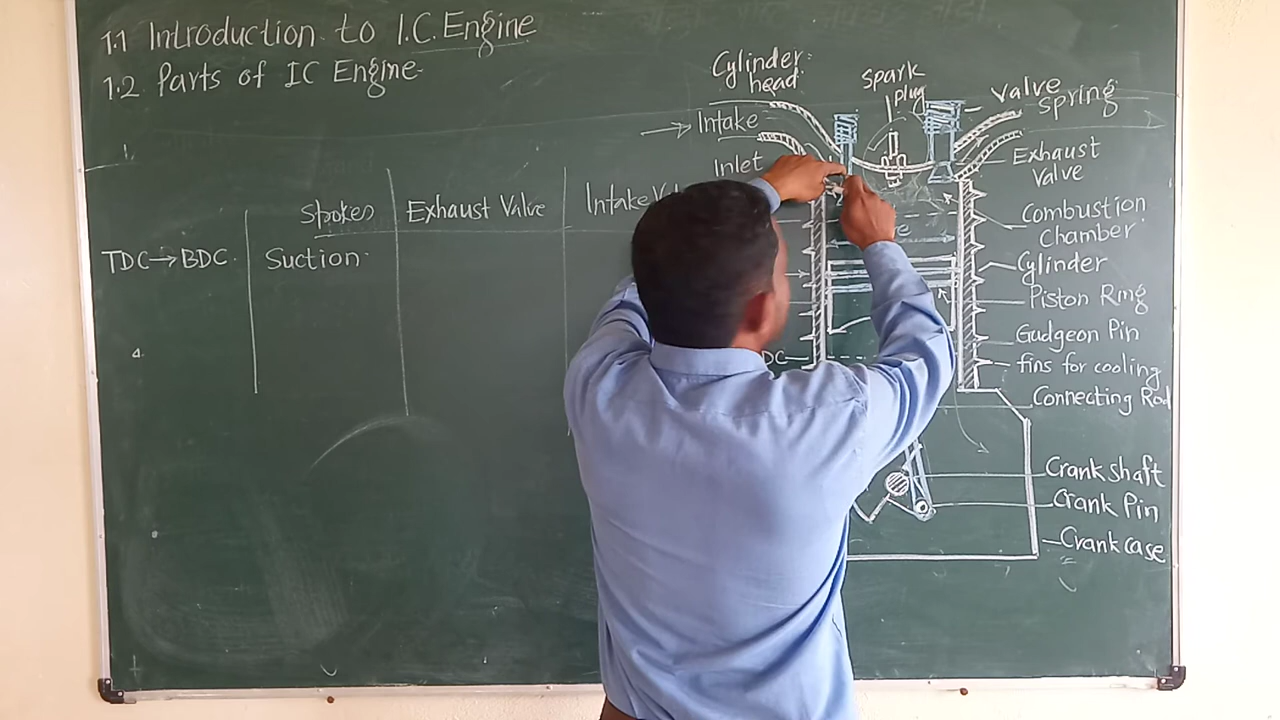 1.1 Introduction to I.C. Engine
1.2 Parts of IC Engine
Cylinder
head
Spark
plug
Valve
Spring
Intake
Inlet
Exhaust
Valve
Spokes
Exhaust Valve
Intake
TDC→BDC
Suction
Combustion
Chamber
Cylinder
Piston Ring
Gudgeon Pin
fins for cooling
Connecting Rod
Crank shaft
Crank Pin
Crank case